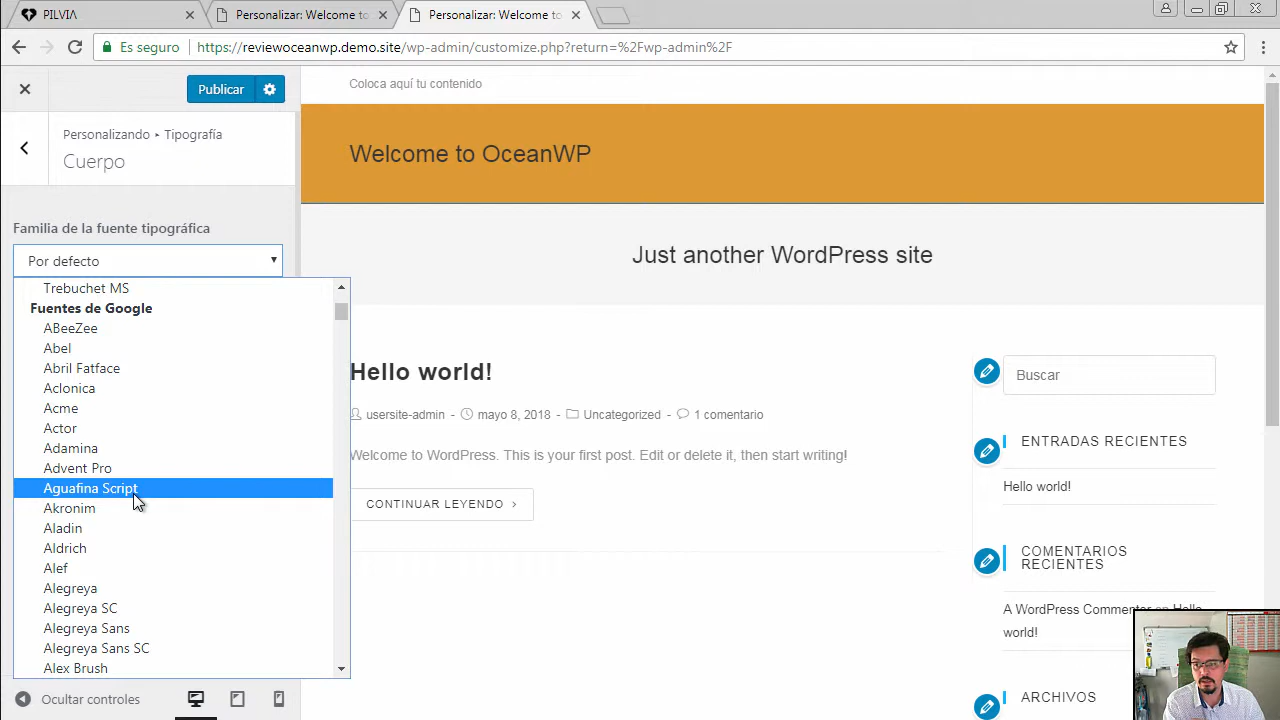 PILVIA
Personalizar: Welcome to
Personalizar: Welcome to
Es seguro
https://reviewoceanwp.demo.site/wp-admin/customize.php?return=%2Fwp-admin%2F
Publicar
Personalizando ▸ Tipografía
Cuerpo
Familia de la fuente tipográfica
Por defecto
Trebuchet MS
Fuentes de Google
ABeeZee
Abel
Abril Fatface
Aclonica
Acme
Actor
Adamina
Advent Pro
Aguafina Script
Akronim
Aladin
Aldrich
Alef
Alegreya
Alegreya SC
Alegreya Sans
Alegreya Sans SC
Alex Brush
Ocultar controles
Coloca aquí tu contenido
Welcome to OceanWP
Just another WordPress site
Hello world!
usersite-admin - mayo 8, 2018 - Uncategorized - 1 comentario
Welcome to WordPress. This is your first post. Edit or delete it, then start writing!
CONTINUAR LEYENDO >
Buscar
ENTRADAS RECIENTES
Hello world!
COMENTARIOS
RECIENTES
A WordPress Commenter en Hello
world!
ARCHIVOS